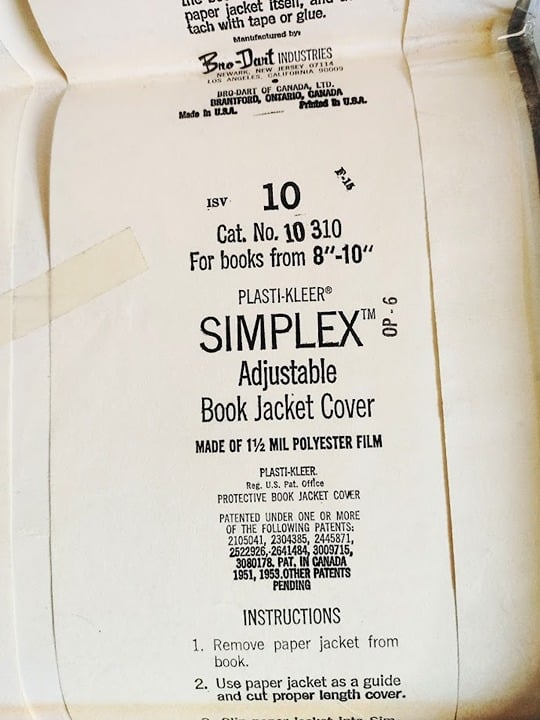 paper jacket itself, and
tach with tape or glue.
Manufactured by
Bro-Dart INDUSTRIES
NEWARK, NEW JERSEY 07114
LOS ANGELES, CALIFORNIA 90009
BRO-DART OF CANADA, LTD.
BRANTFORD, ONTARIO, CANADA
Made in U.S.A. Printed in U.S.A.
E-15
ISV 10
Cat. No. 10 310
For books from 8”-10”
PLASTI-KLEER®
SIMPLEX™
OP-6
Adjustable
Book Jacket Cover
MADE OF 1½ MIL POLYESTER FILM
PLASTI-KLEER.
Reg. U.S. Pat. Office
PROTECTIVE BOOK JACKET COVER
PATENTED UNDER ONE OR MORE
OF THE FOLLOWING PATENTS:
2105041, 2304385, 2445871,
2522926,-2641484, 3009715,
3080178. PAT. IN CANADA
1951, 1953.OTHER PATENTS
PENDING
INSTRUCTIONS
1. Remove paper jacket from
book.
2. Use paper jacket as a guide
and cut proper length cover.